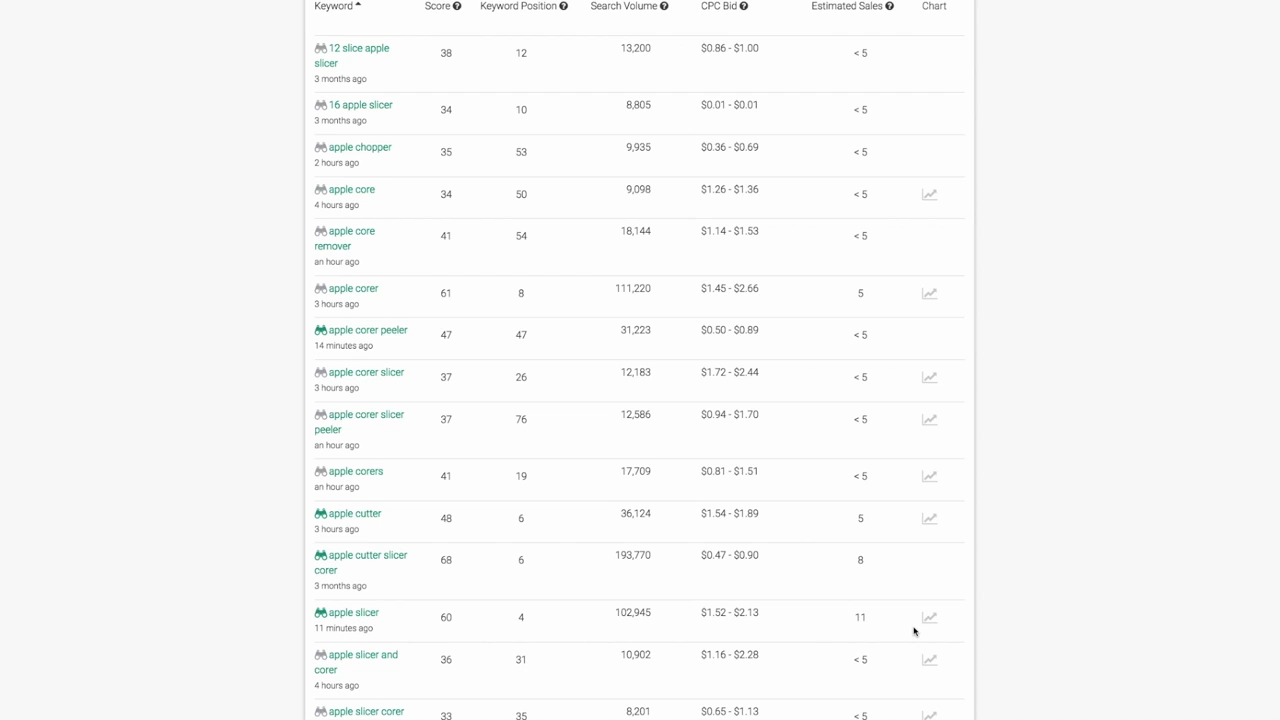 Keyword Score Keyword Position Search Volume CPC Bid Estimated Sales Chart
12 slice apple
slicer
3 months ago
38 12 13,200 $0.86 - $1.00 < 5
16 apple slicer
3 months ago
34 10 8,805 $0.01 - $0.01 < 5
apple chopper
2 hours ago
35 53 9,935 $0.36 - $0.69 < 5
apple core
4 hours ago
34 50 9,098 $1.26 - $1.36 < 5
apple core
remover
an hour ago
41 54 18,144 $1.14 - $1.53 < 5
apple corer
3 hours ago
61 8 111,220 $1.45 - $2.66 5
apple corer peeler
14 minutes ago
47 47 31,223 $0.50 - $0.89 < 5
apple corer slicer
3 hours ago
37 26 12,183 $1.72 - $2.44 < 5
apple corer slicer
peeler
an hour ago
37 76 12,586 $0.94 - $1.70 < 5
apple corers
an hour ago
41 19 17,709 $0.81 - $1.51 < 5
apple cutter
3 hours ago
48 6 36,124 $1.54 - $1.89 5
apple cutter slicer
corer
3 months ago
68 6 193,770 $0.47 - $0.90 8
apple slicer
11 minutes ago
60 4 102,945 $1.52 - $2.13 11
apple slicer and
corer
4 hours ago
36 31 10,902 $1.16 - $2.28 < 5
apple slicer corer
33 35 8,201 $0.65 - $1.13 < 5